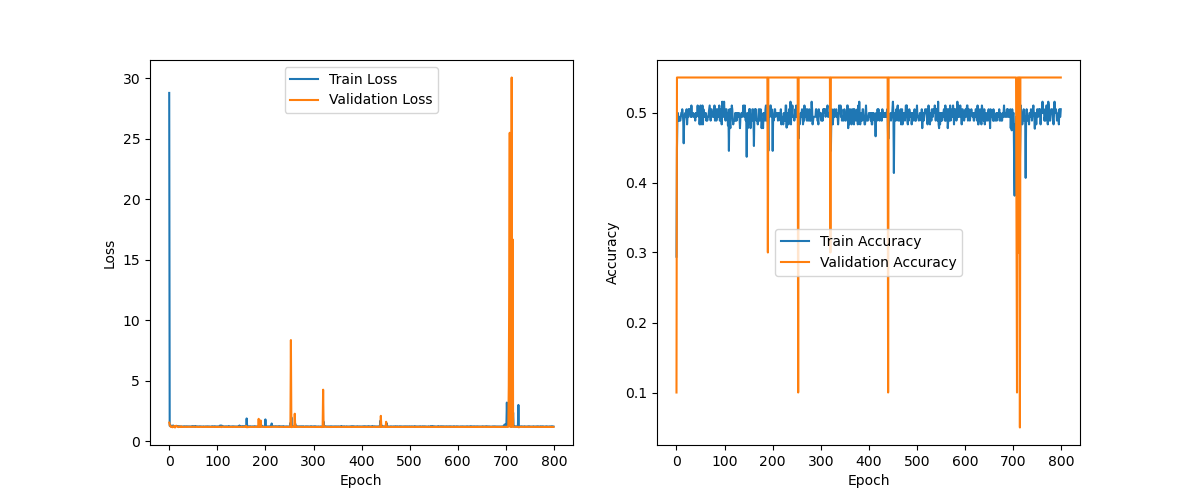 30
25
20
15
10
5
0
Loss
Train Loss
Validation Loss
0 100 200 300 400 500 600 700 800
Epoch
0.5
0.4
0.3
0.2
0.1
Accuracy
Train Accuracy
Validation Accuracy
0 100 200 300 400 500 600 700 800
Epoch